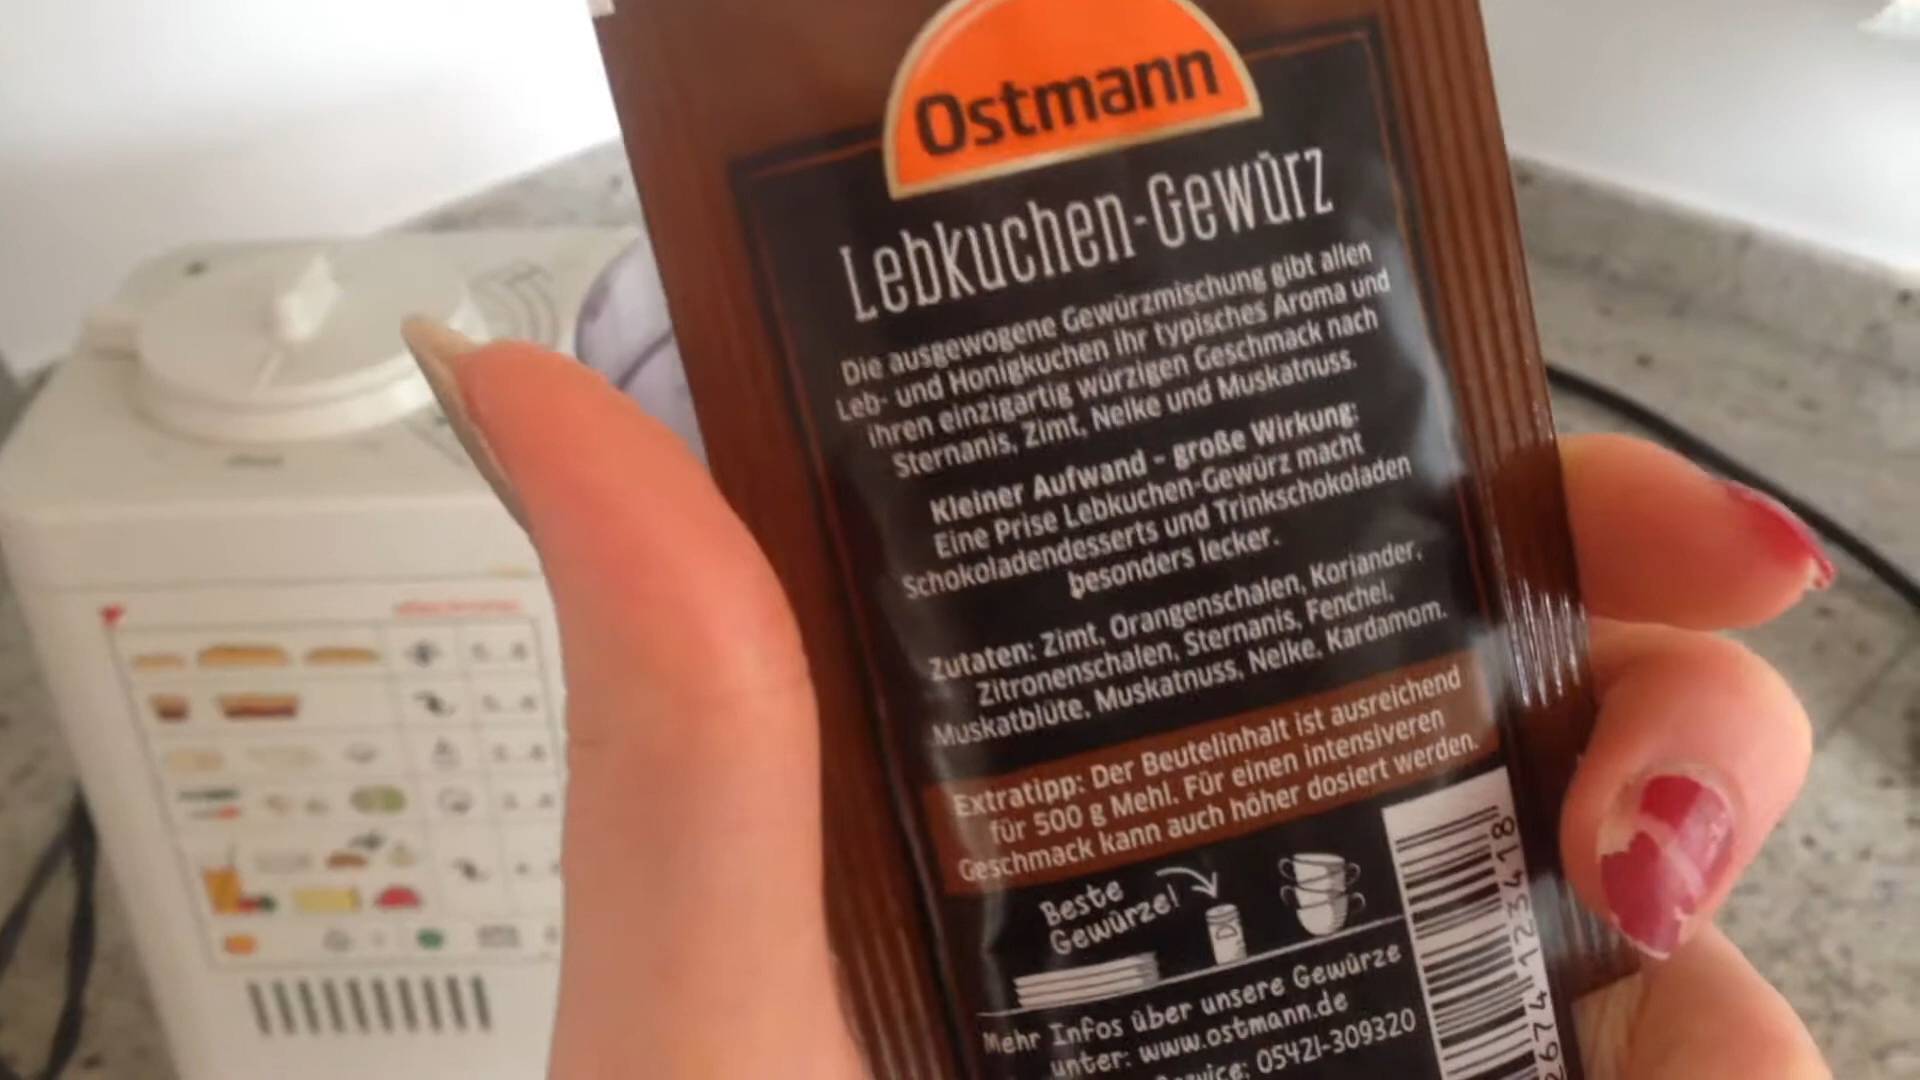 Ostmann
Lebkuchen-Gewürz
Die ausgewogene Gewürzmischung gibt allen
Leb- und Honigkuchen ihr typisches Aroma und
ihren einzigartig würzigen Geschmack nach
Sternanis, Zimt, Nelke und Muskatnuss.
Kleiner Aufwand - große Wirkung:
Eine Prise Lebkuchen-Gewürz macht
Schokoladendesserts und Trinkschokoladen
besonders lecker.
Zutaten: Zimt, Orangenschalen, Koriander,
Zitronenschalen, Sternanis, Fenchel,
Muskatblüte, Muskatnuss, Nelke, Kardamom.
Extratipp: Der Beutelinhalt ist ausreichend
für 500 g Mehl. Für einen intensiveren
Geschmack kann auch höher dosiert werden.
Beste
Gewürze!
Mehr Infos über unsere Gewürze
unter: www.ostmann.de
05421-309320
2674 123418